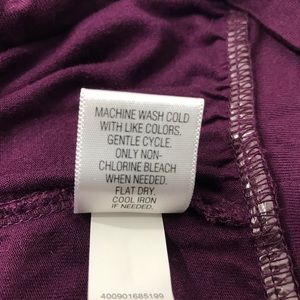 MACHINE WASH COLD
WITH LIKE COLORS.
GENTLE CYCLE.
ONLY NON-
CHLORINE BLEACH
WHEN NEEDED.
FLAT DRY.
COOL IRON
IF NEEDED.
400901685199